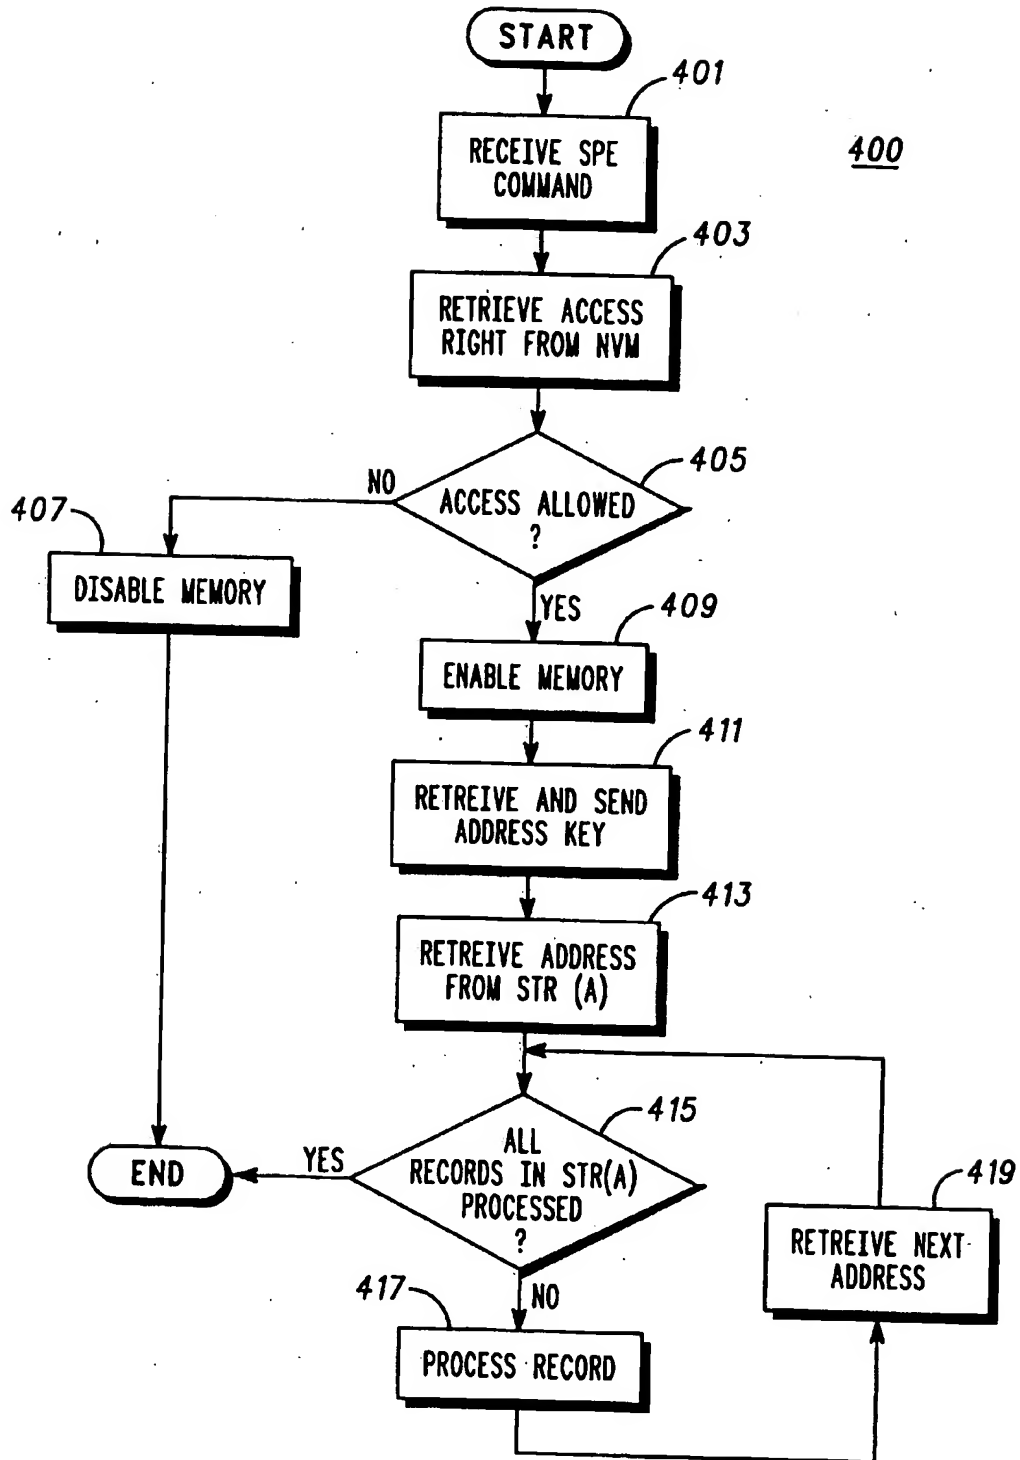 START
401
400
RECEIVE SPE
COMMAND
403
RETRIEVE ACCESS
RIGHT FROM NVM
405
NO
ACCESS ALLOWED
?
407
DISABLE MEMORY
YES
409
ENABLE MEMORY
411
RETREIVE AND SEND
ADDRESS KEY
413
RETREIVE ADDRESS
FROM STR (A)
415
ALL
RECORDS IN STR(A)
PROCESSED
?
YES
END
419
RETREIVE NEXT
ADDRESS
417
NO
PROCESS RECORD